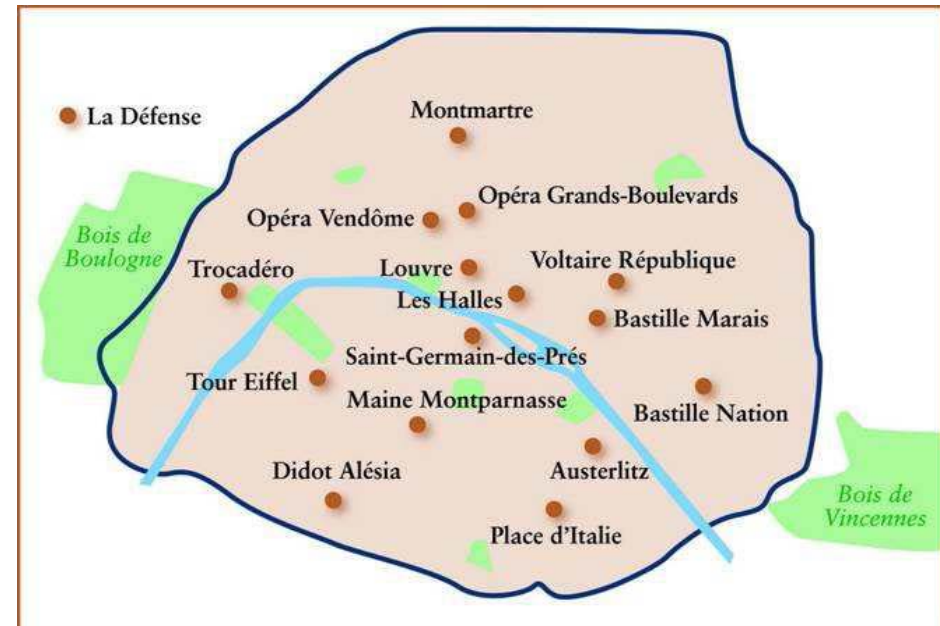 Montmartre
La Défense
Opéra Grands-Boulevards
Opéra Vendôme
Bois de
Boulogne
Trocadéro
Louvre
Voltaire République
Les Halles
Bastille Marais
Saint-Germain-des-Prés
Tour Eiffel
Maine Montparnasse
Bastille Nation
Didot Alésia
Austerlitz
Bois de
Vincennes
Place d'Italie